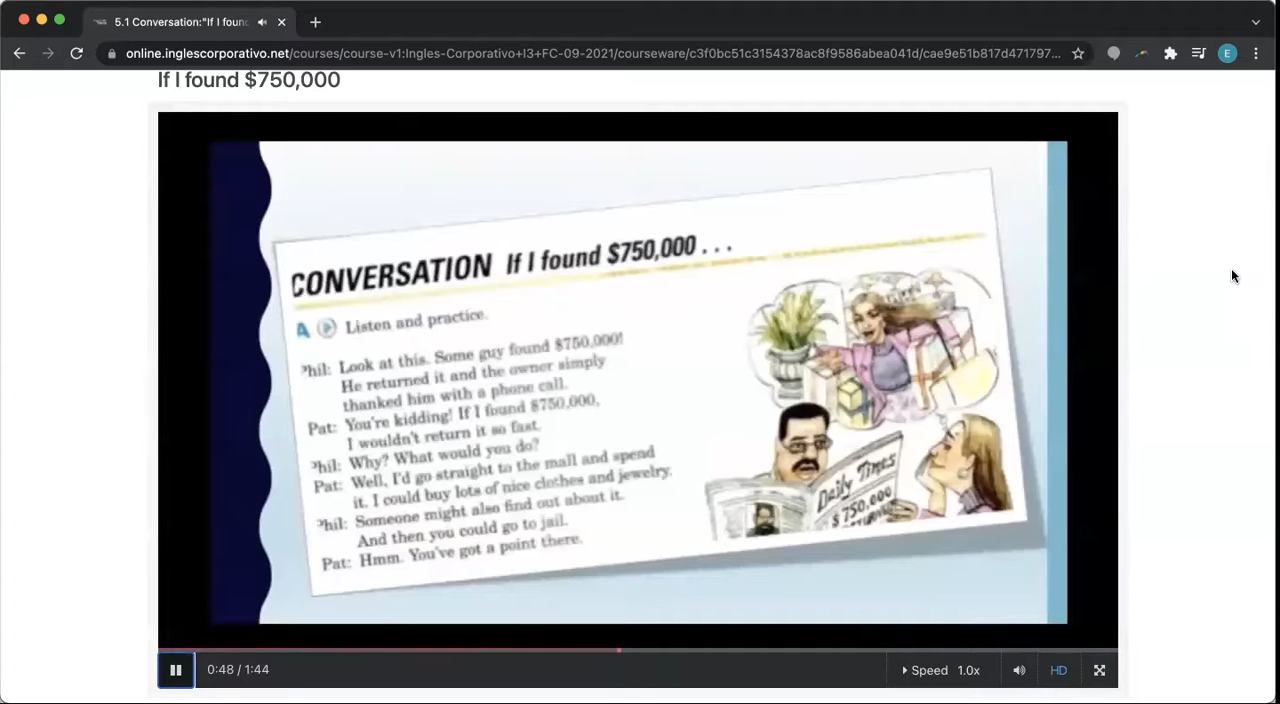 5.1 Conversation:"If I foun
online.inglescorporativo.net/courses/course-v1:Ingles-Corporativo+I3+FC-09-2021/courseware/c3f0bc51c3154378ac8f9586abea041d/cae9e51b817d471797...
E
If I found $750,000
CONVERSATION If I found $750,000 . . .
A Listen and practice.
Phil: Look at this. Some guy found $750,000!
He returned it and the owner simply
thanked him with a phone call.
Pat: You're kidding! If I found $750,000,
I wouldn't return it so fast.
Phil: Why? What would you do?
Pat: Well, I'd go straight to the mall and spend
it. I could buy lots of nice clothes and jewelry.
Phil: Someone might also find out about it.
And then you could go to jail.
Pat: Hmm. You've got a point there.
Daily Times
$750,000
0:48 / 1:44
Speed 1.0x
HD